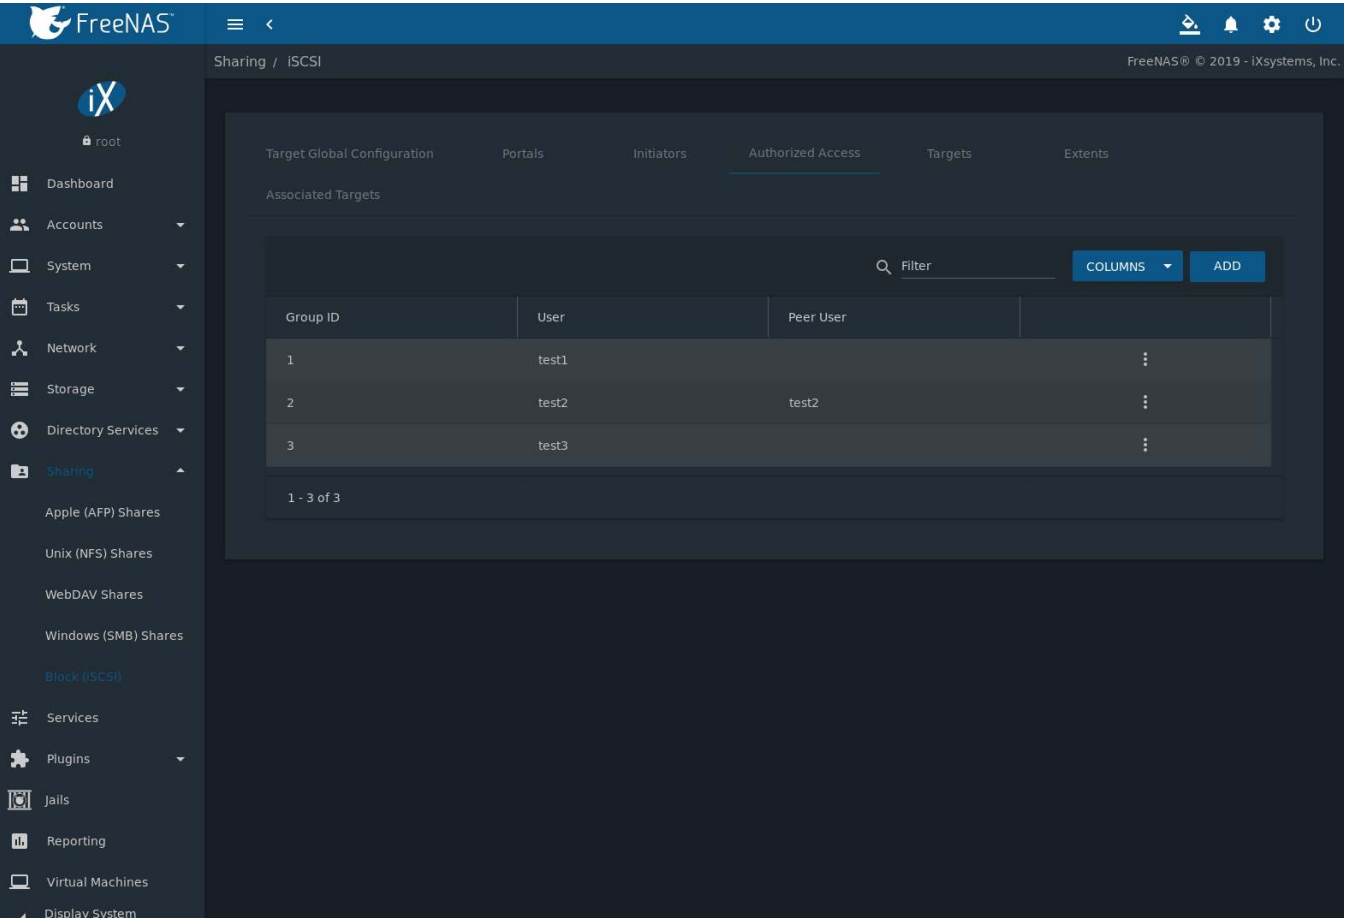 FreeNAS®
Sharing / iSCSI
FreeNAS® © 2019 - iXsystems, Inc.
iX
root
Dashboard
Accounts
System
Tasks
Network
Storage
Directory Services
Sharing
Apple (AFP) Shares
Unix (NFS) Shares
WebDAV Shares
Windows (SMB) Shares
Block (iSCSI)
Services
Plugins
Jails
Reporting
Virtual Machines
Display System
Target Global Configuration Portals Initiators Authorized Access Targets Extents
Associated Targets
Filter COLUMNS ADD
Group ID User Peer User
1 test1
2 test2 test2
3 test3
1 - 3 of 3